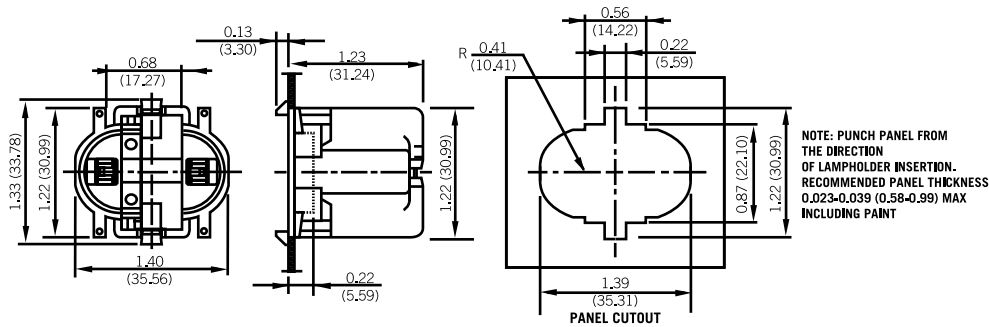 0.68
(17.27)
1.33 (33.78)
1.22 (30.99)
1.40
(35.56)
0.13
(3.30)
1.23
(31.24)
1.22 (30.99)
0.22
(5.59)
0.56
(14.22)
0.22
(5.59)
R 0.41
(10.41)
0.87 (22.10)
1.22 (30.99)
1.39
(35.31)
PANEL CUTOUT
NOTE: PUNCH PANEL FROM
THE DIRECTION
OF LAMPHOLDER INSERTION.
RECOMMENDED PANEL THICKNESS
0.023-0.039 (0.58-0.99) MAX
INCLUDING PAINT